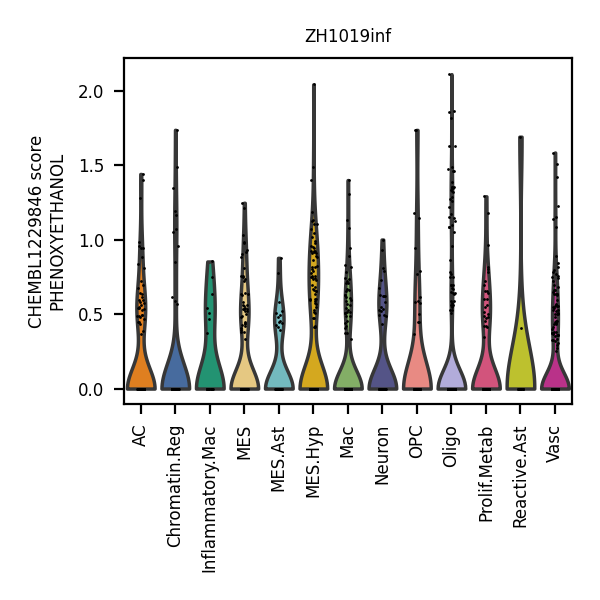 ZH1019inf
CHEMBL1229846 score
PHENOXYETHANOL
2.0
1.5
1.0
0.5
0.0
AC
Chromatin.Reg
Inflammatory.Mac
MES
MES.Ast
MES.Hyp
Mac
Neuron
OPC
Oligo
Prolif.Metab
Reactive.Ast
Vasc